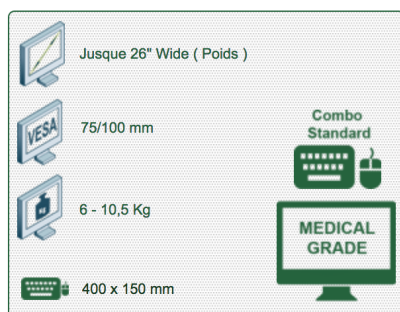 Jusque 26" Wide ( Poids )
VESA
75/100 mm
Combo
Standard
KG
6 - 10,5 Kg
MEDICAL
GRADE
400 x 150 mm